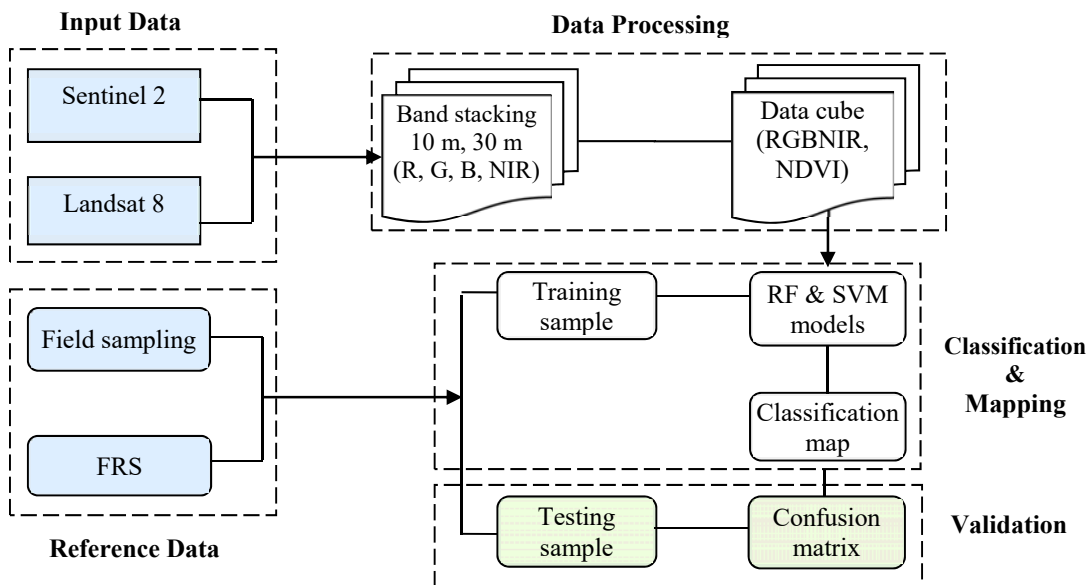 Input Data
Data Processing
Sentinel 2
Landsat 8
Band stacking
10 m, 30 m
(R, G, B, NIR)
Data cube
(RGBNIR,
NDVI)
Field sampling
FRS
Reference Data
Training
sample
RF & SVM
models
Classification
map
Classification
&
Mapping
Testing
sample
Confusion
matrix
Validation